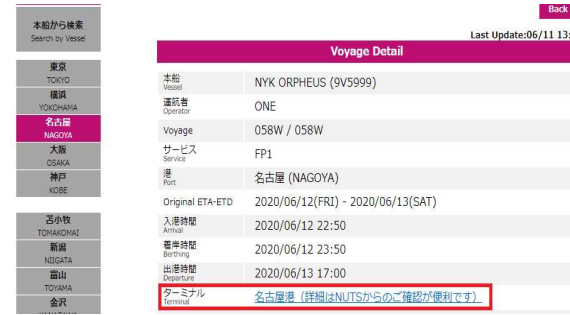 Back
本船から検索
Search by Vessel
Last Update:06/11 13:
東京
TOKYO
横浜
YOKOHAMA
名古屋
NAGOYA
大阪
OSAKA
神戸
KOBE
苫小牧
TOMAKOMAI
新潟
NIIGATA
富山
TOYAMA
金沢
Voyage Detail
本船
Vessel
NYK ORPHEUS (9V5999)
運航者
Operator
ONE
Voyage
058W / 058W
サービス
Service
FP1
港
Port
名古屋 (NAGOYA)
Original ETA-ETD
2020/06/12(FRI) - 2020/06/13(SAT)
入港時間
Arrival
2020/06/12 22:50
着岸時間
Berthing
2020/06/12 23:50
出港時間
Departure
2020/06/13 17:00
ターミナル
Terminal
名古屋港（詳細はNUTSからのご確認が便利です）